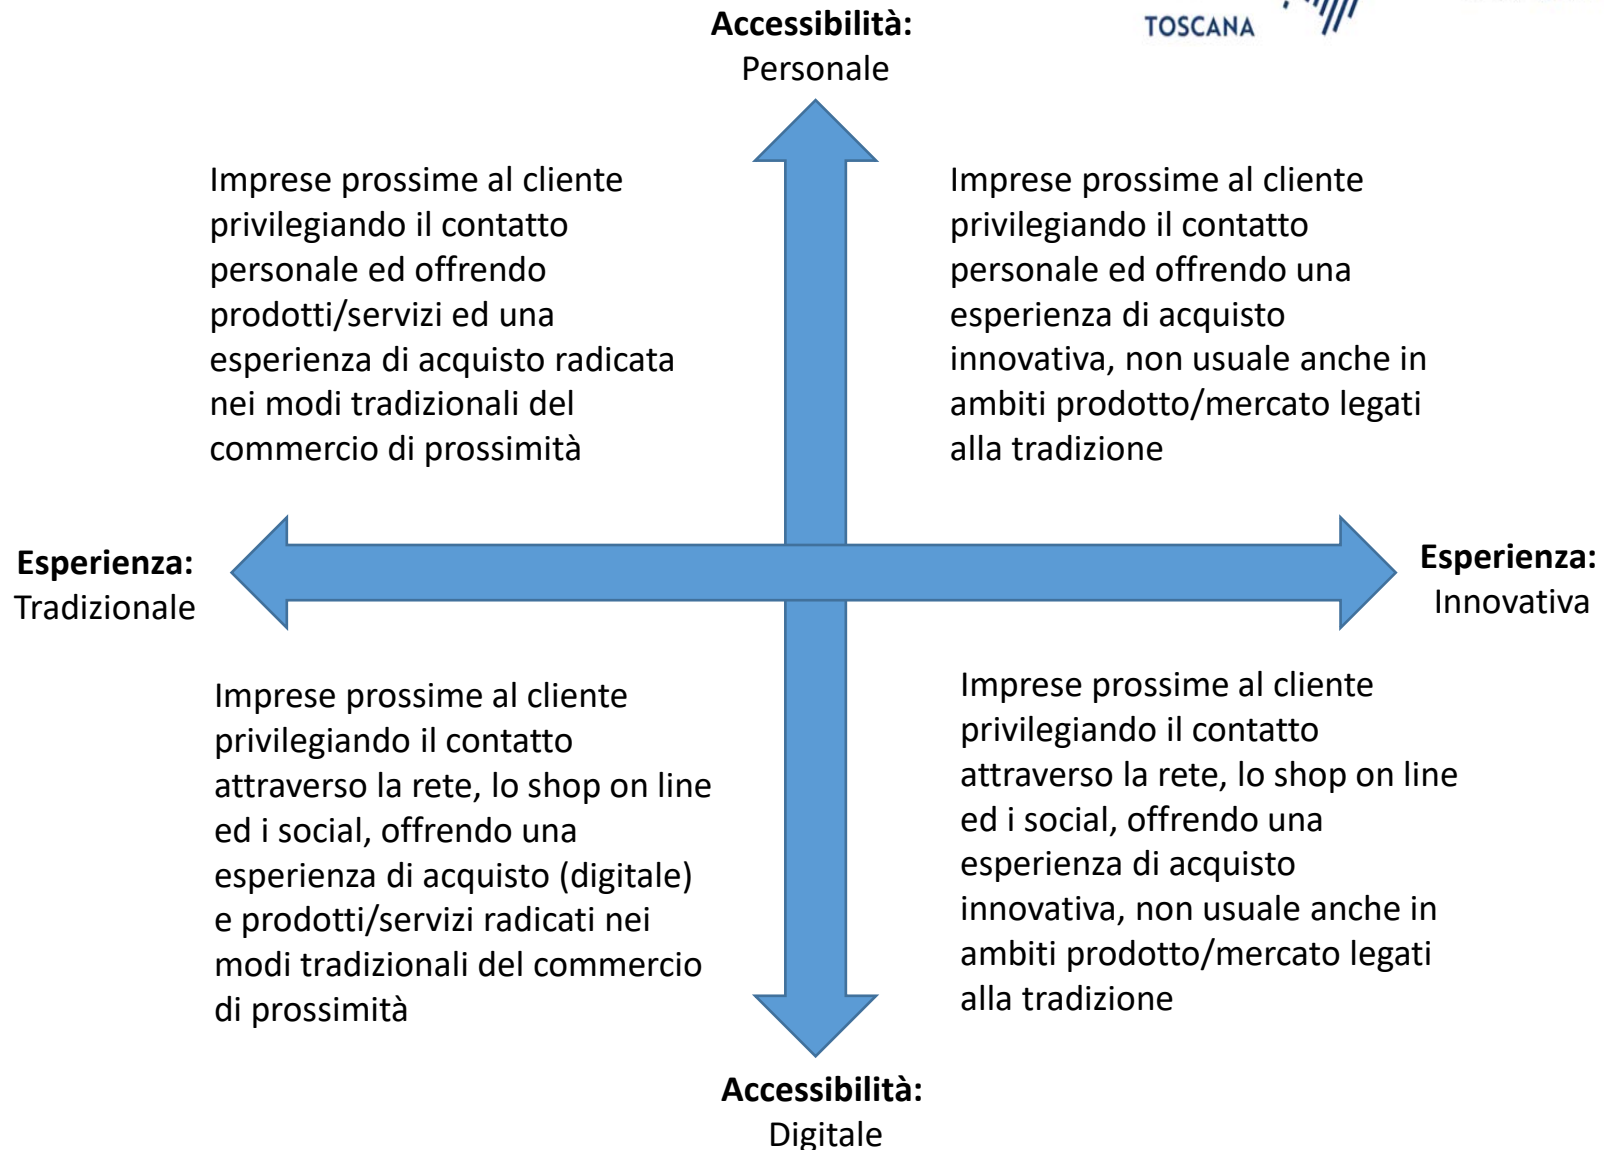 TOSCANA
Accessibilità:
Personale
Imprese prossime al cliente
privilegiando il contatto
personale ed offrendo
prodotti/servizi ed una
esperienza di acquisto radicata
nei modi tradizionali del
commercio di prossimità
Imprese prossime al cliente
privilegiando il contatto
personale ed offrendo una
esperienza di acquisto
innovativa, non usuale anche in
ambiti prodotto/mercato legati
alla tradizione
Esperienza:
Tradizionale
Esperienza:
Innovativa
Imprese prossime al cliente
privilegiando il contatto
attraverso la rete, lo shop on line
ed i social, offrendo una
esperienza di acquisto (digitale)
e prodotti/servizi radicati nei
modi tradizionali del commercio
di prossimità
Imprese prossime al cliente
privilegiando il contatto
attraverso la rete, lo shop on line
ed i social, offrendo una
esperienza di acquisto
innovativa, non usuale anche in
ambiti prodotto/mercato legati
alla tradizione
Accessibilità:
Digitale